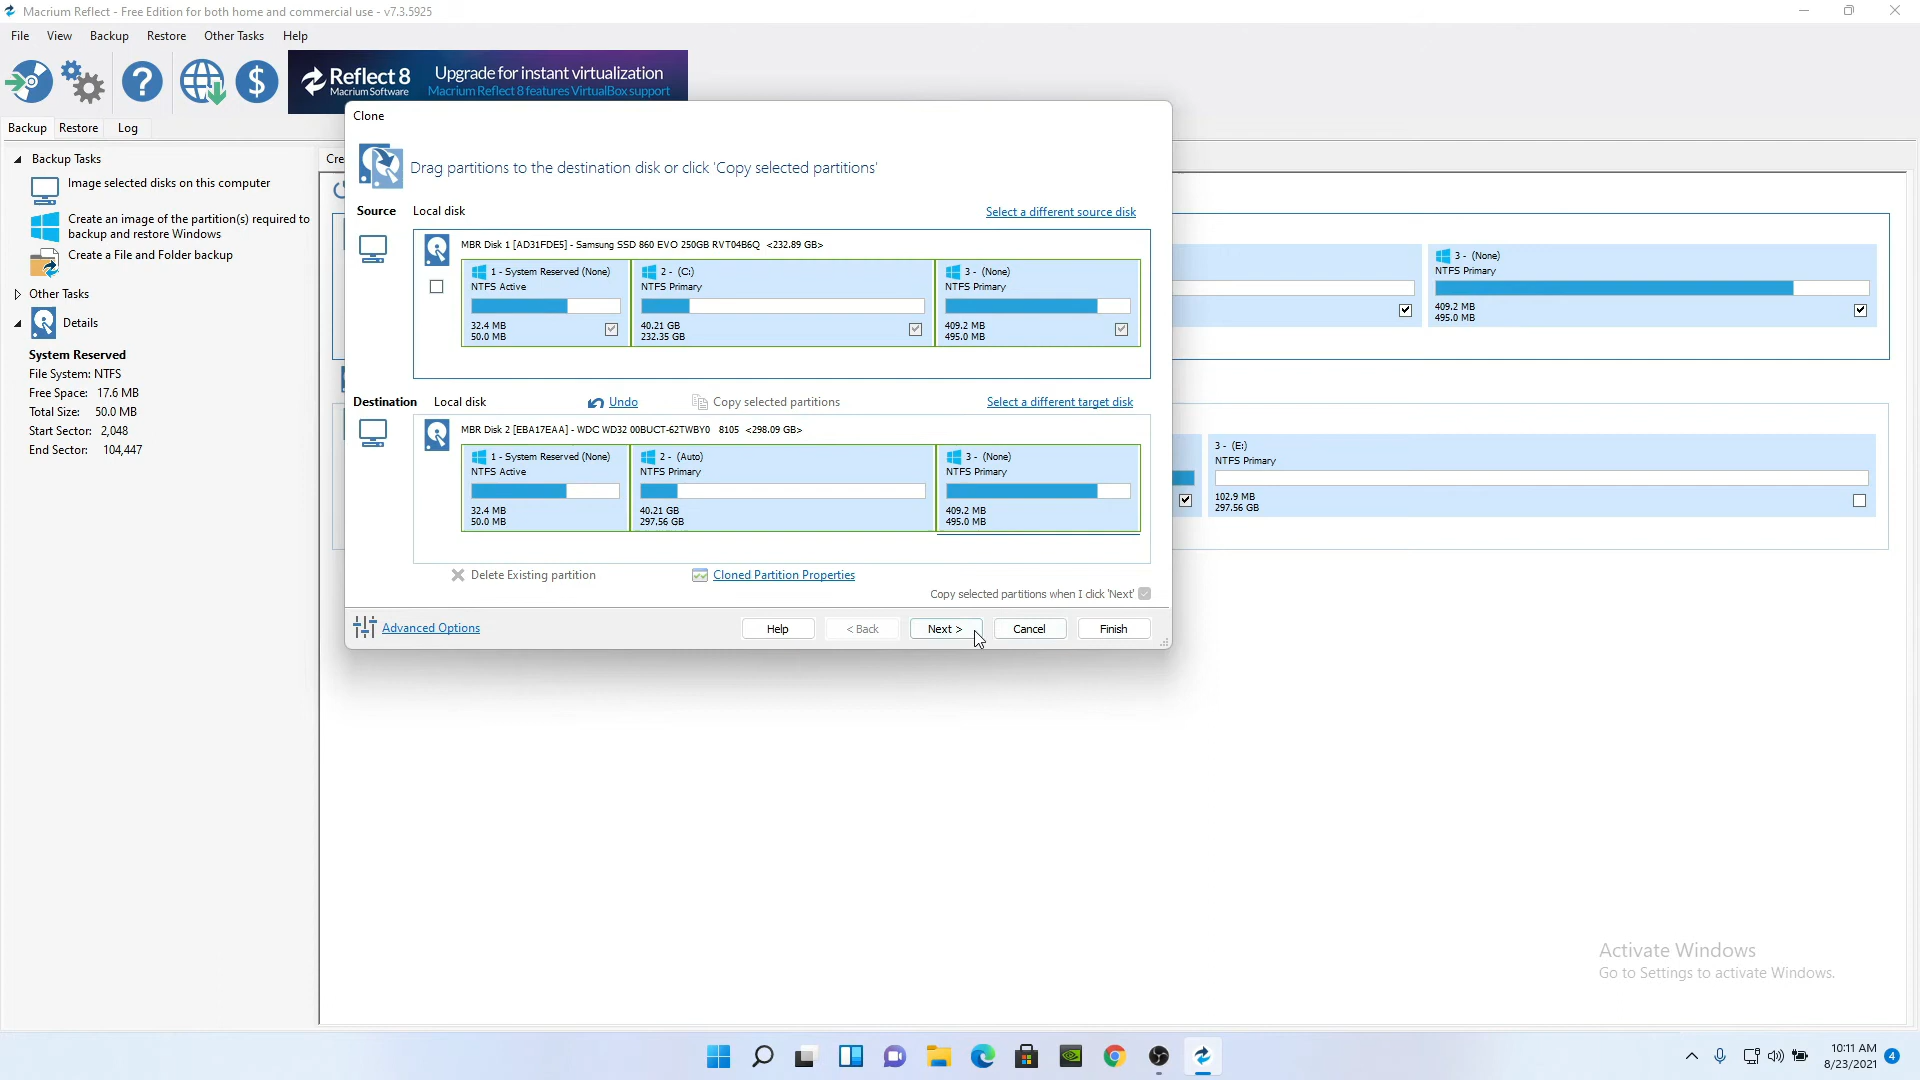 Macrium Reflect - Free Edition for both home and commercial use - v7.3.5925
File View Backup Restore Other Tasks Help
Reflect 8
Macrium Software
Upgrade for instant virtualization
Macrium Reflect 8 features VirtualBox support
Backup Restore Log
Backup Tasks
Image selected disks on this computer
Create an image of the partition(s) required to
backup and restore Windows
Create a File and Folder backup
Other Tasks
Details
System Reserved
File System: NTFS
Free Space: 17.6 MB
Total Size: 50.0 MB
Start Sector: 2,048
End Sector: 104,447
Cre
Clone
Drag partitions to the destination disk or click 'Copy selected partitions'
Source Local disk Select a different source disk
MBR Disk 1 [AD31FDE5] - Samsung SSD 860 EVO 250GB RVT04B6Q <232.89 GB>
1 - System Reserved (None)
NTFS Active
32.4 MB
50.0 MB
2 - (C:)
NTFS Primary
40.21 GB
232.35 GB
3 - (None)
NTFS Primary
409.2 MB
495.0 MB
Destination Local disk Undo Copy selected partitions Select a different target disk
MBR Disk 2 [EBA17EAA] - WDC WD32 00BUCT-62TWBY0 8105 <298.09 GB>
1 - System Reserved (None)
NTFS Active
32.4 MB
50.0 MB
2 - (Auto)
NTFS Primary
40.21 GB
297.56 GB
3 - (None)
NTFS Primary
409.2 MB
495.0 MB
Delete Existing partition Cloned Partition Properties
Copy selected partitions when I click 'Next'
Advanced Options Help < Back Next > Cancel Finish
3 - (None)
NTFS Primary
409.2 MB
495.0 MB
3 - (E:)
NTFS Primary
102.9 MB
297.56 GB
Activate Windows
Go to Settings to activate Windows.
10:11 AM
8/23/2021
4